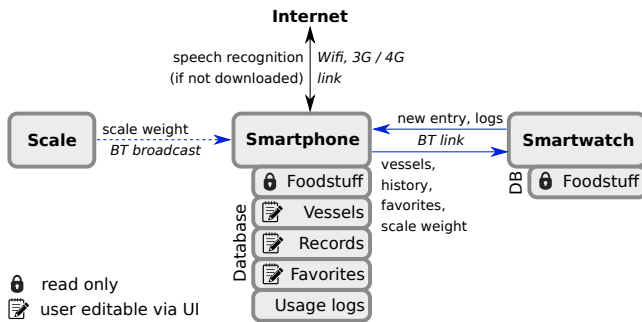 Internet
speech recognition
(if not downloaded)
Wifi, 3G / 4G
link
Scale
scale weight
BT broadcast
Smartphone
new entry, logs
BT link
vessels,
history,
favorites,
scale weight
Smartwatch
DB
Foodstuff
Database
Foodstuff
Vessels
Records
Favorites
Usage logs
read only
user editable via UI